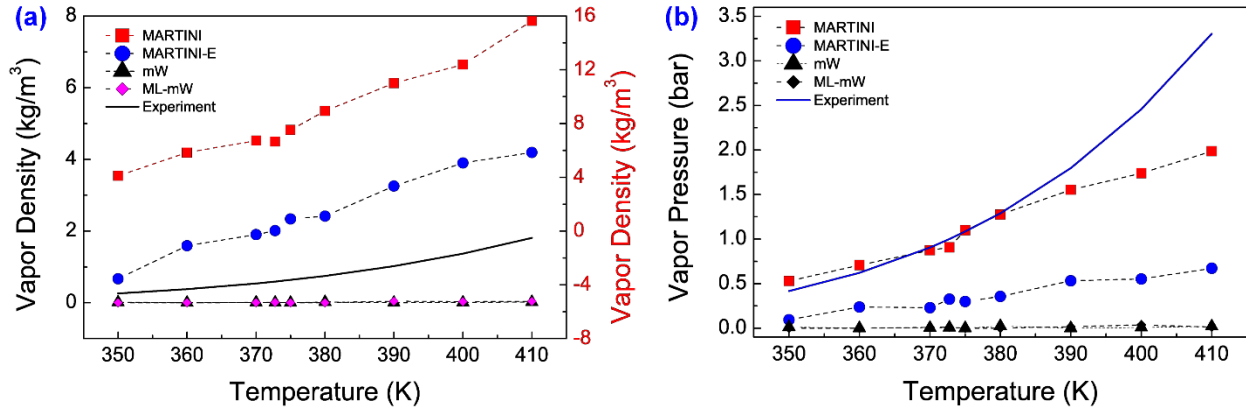 (a)
MARTINI
MARTINI-E
mW
ML-mW
Experiment
Vapor Density (kg/m³)
8
6
4
2
0
16
12
8
4
0
-4
-8
Vapor Density (kg/m³)
350 360 370 380 390 400 410
Temperature (K)
(b)
MARTINI
MARTINI-E
mW
ML-mW
Experiment
Vapor Pressure (bar)
3.5
3.0
2.5
2.0
1.5
1.0
0.5
0.0
350 360 370 380 390 400 410
Temperature (K)